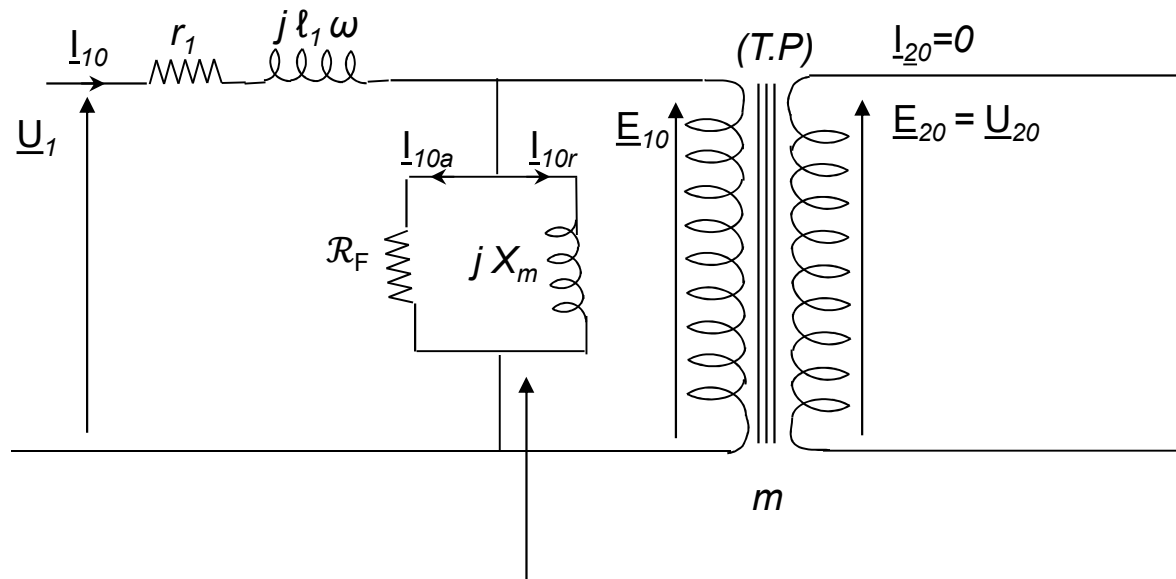 I10
r1
j ℓ1 ω
(T.P)
I20=0
U1
E10
E20 = U20
I10a
I10r
ℛF
j Xm
m